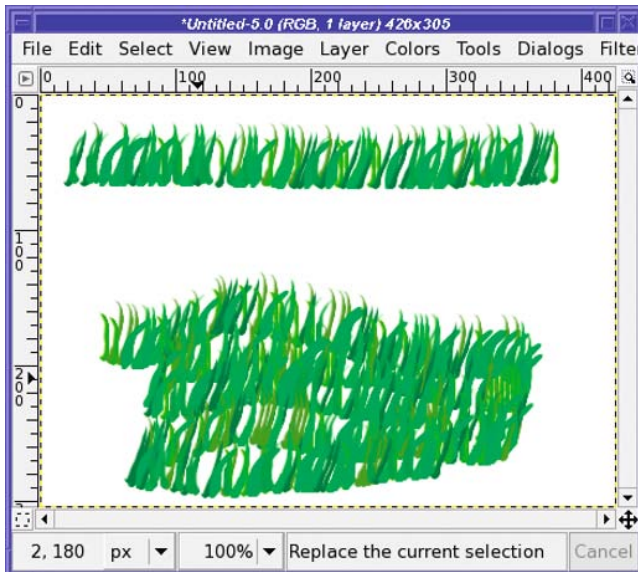 *Untitled-5.0 (RGB, 1 layer) 426x305
File Edit Select View Image Layer Colors Tools Dialogs Filter
0 100 200 300 400
0
100
200
2, 180 px 100% Replace the current selection Cancel